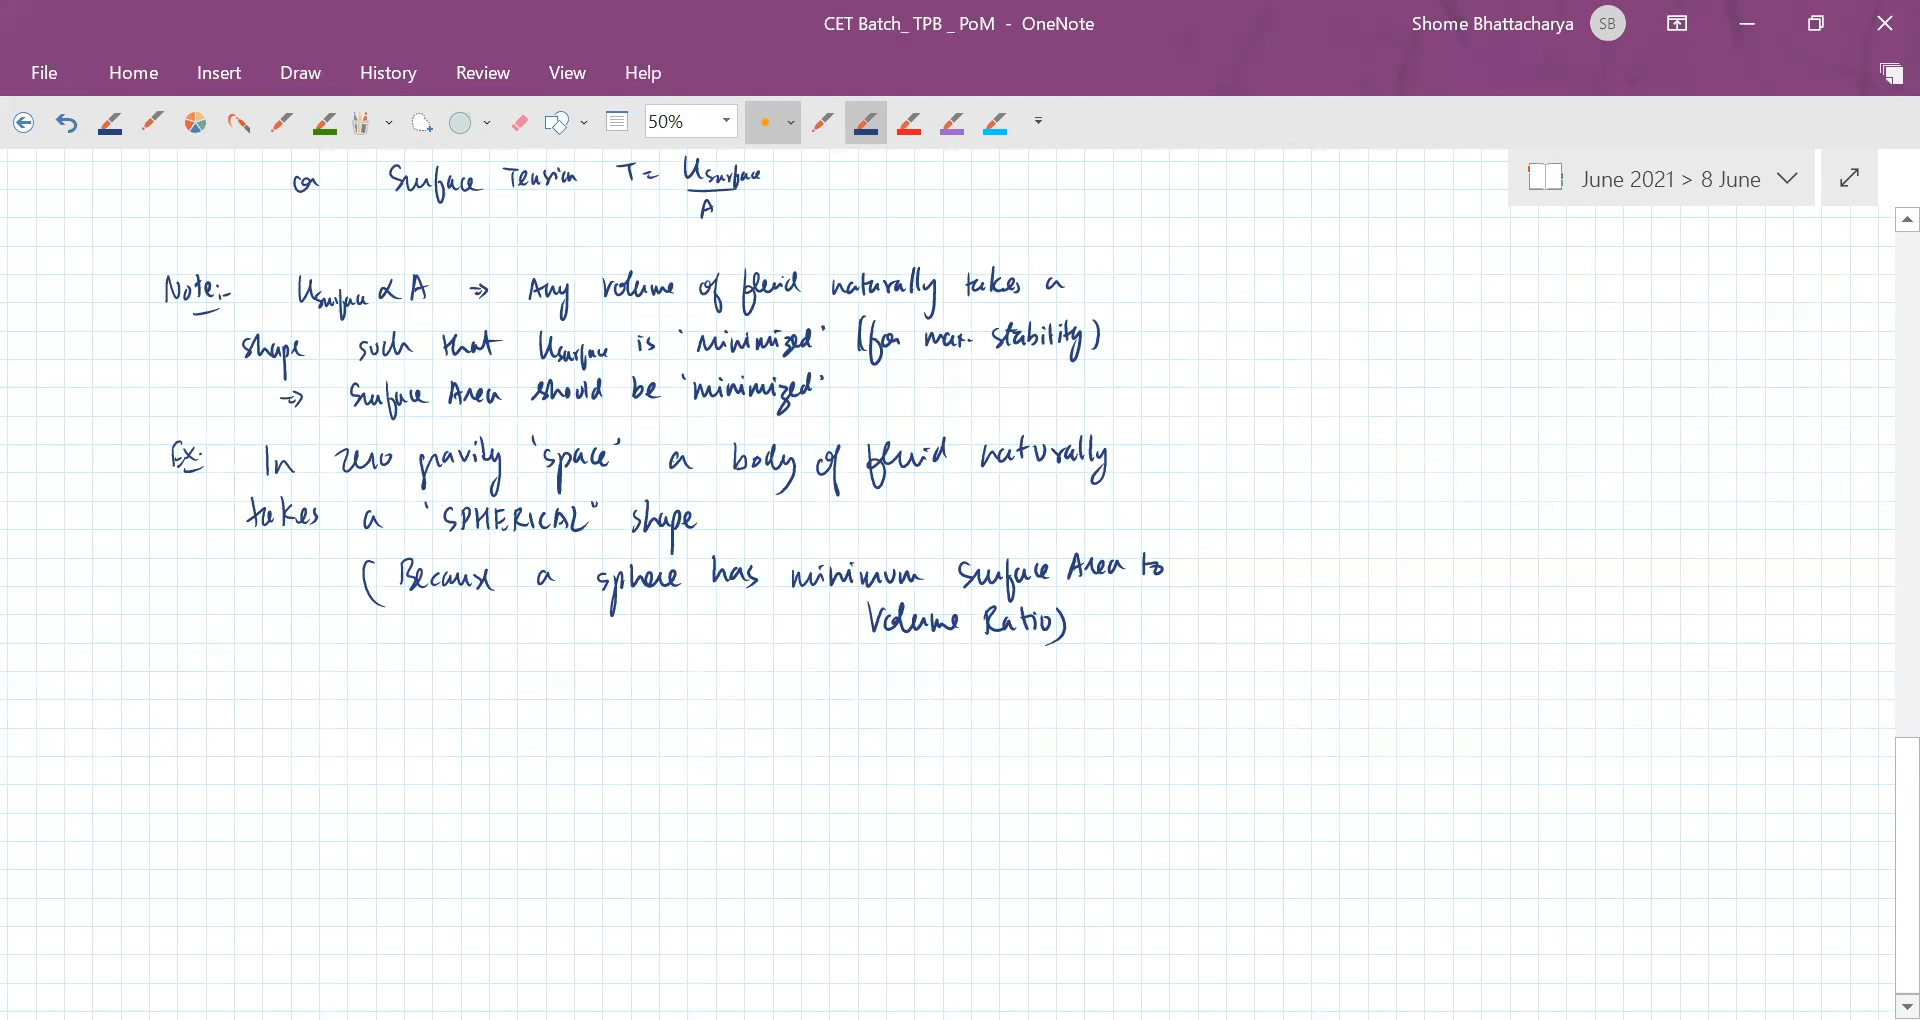 CET Batch_ TPB _ PoM - OneNote
Shome Bhattacharya SB
File Home Insert Draw History Review View Help
50%
June 2021 > 8 June
or Surface Tension T = Usurface
A
Note:- Usurface ∝ A ⇒ Any volume of fluid naturally takes a
shape such that Usurface is 'minimized' (for max. stability)
⇒ Surface Area should be 'minimized'
Ex. In zero gravity 'space' a body of fluid naturally
takes a 'SPHERICAL" shape
(Because a sphere has minimum Surface Area to
Volume Ratio)